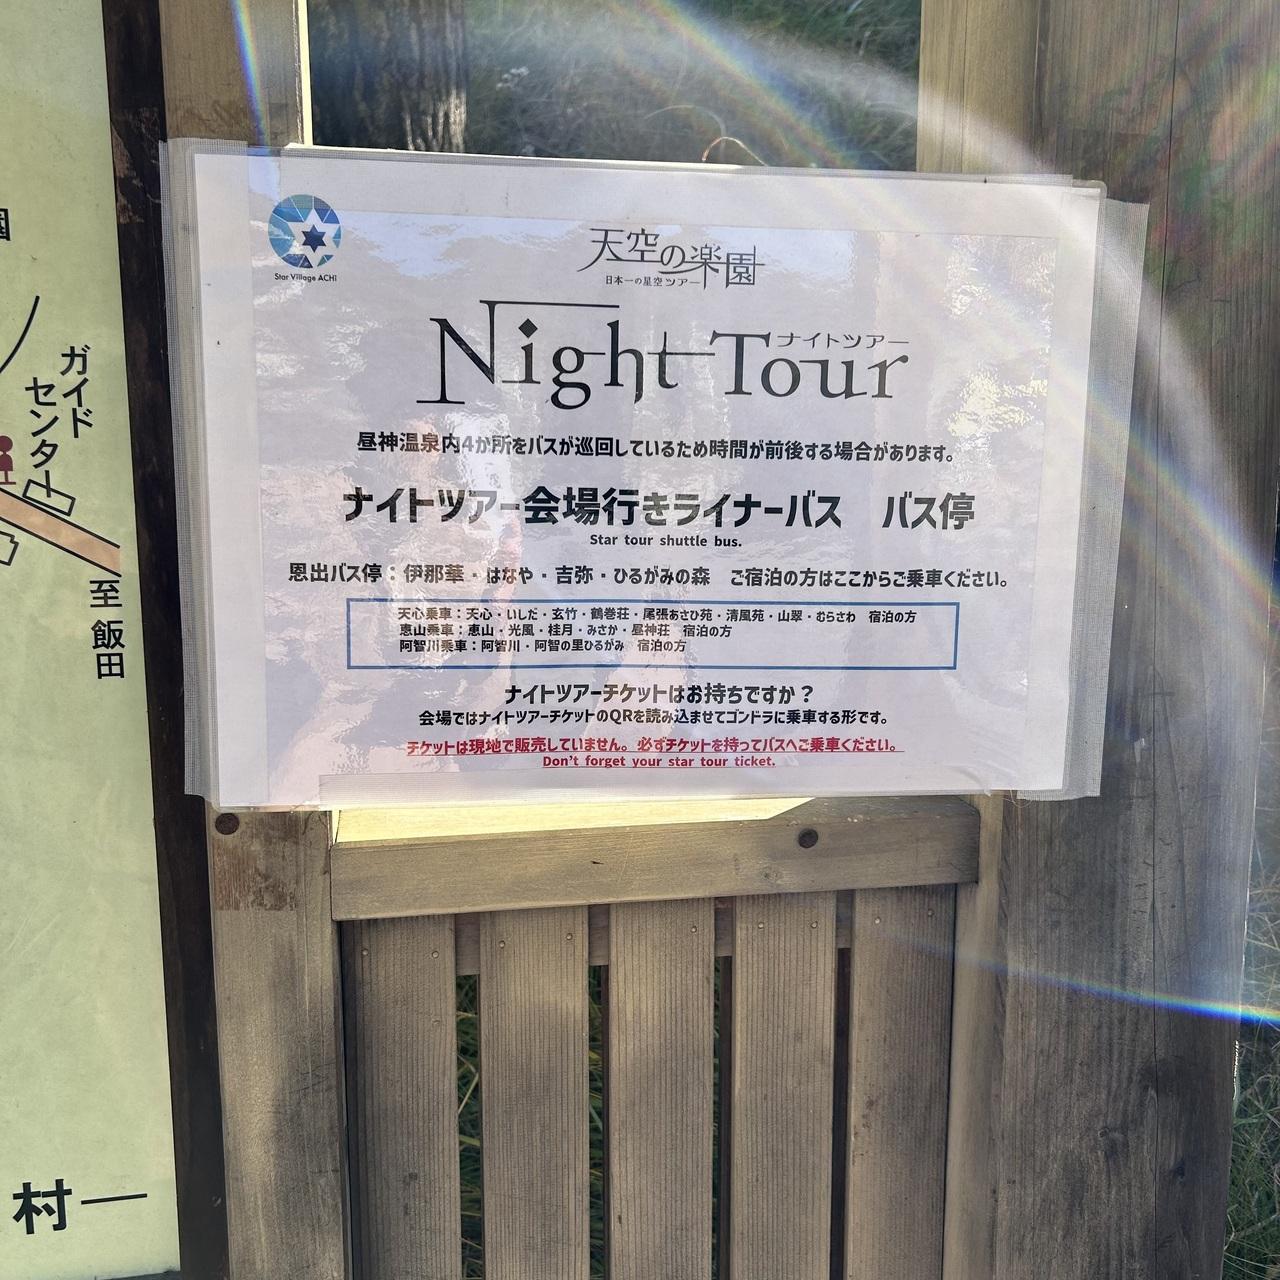 Star Village ACHI
天空の楽園
日本一の星空ツアー
Night Tour
ナイトツアー
昼神温泉内4か所をバスが巡回しているため時間が前後する場合があります。
ナイトツアー会場行きライナーバス　バス停
Star tour shuttle bus.
恩出バス停：伊那華・はなや・吉弥・ひるがみの森　ご宿泊の方はここからご乗車ください。
天心乗車：天心・いしだ・玄竹・鶴巻荘・尾張あさひ苑・清風苑・山翠・むらさわ　宿泊の方
恵山乗車：恵山・光風・桂月・みさか・昼神荘　宿泊の方
阿智川乗車：阿智川・阿智の里ひるがみ　宿泊の方
ナイトツアーチケットはお持ちですか？
会場ではナイトツアーチケットのQRを読み込ませてゴンドラに乗車する形です。
チケットは現地で販売していません。必ずチケットを持ってバスへご乗車ください。
Don't forget your star tour ticket.
ガイド
センター
至飯田
村